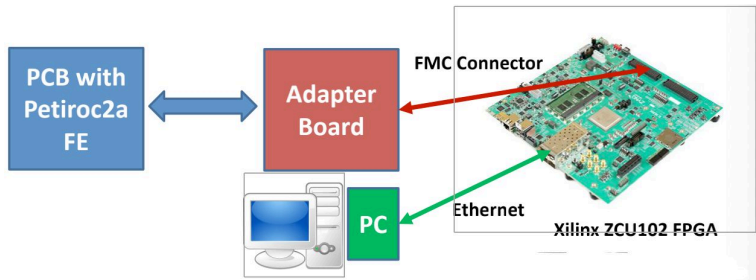 PCB with
Petiroc2a
FE
Adapter
Board
FMC Connector
PC
Ethernet
Xilinx ZCU102 FPGA